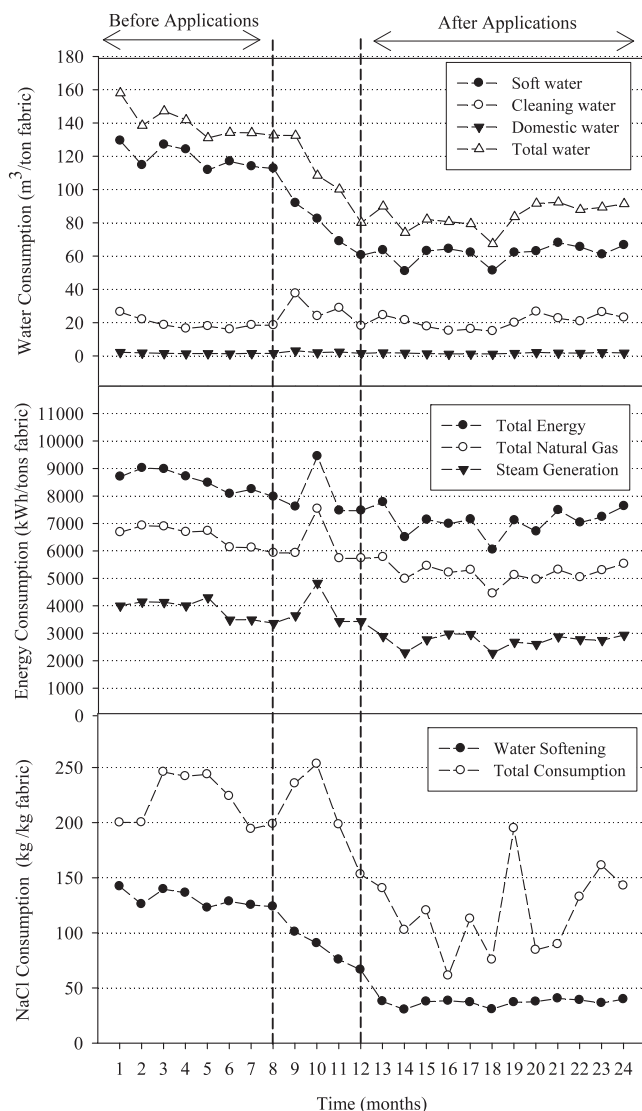 Before Applications
After Applications
180
160
140
120
100
80
60
40
20
0
Water Consumption (m³/ton fabric)
Soft water
Cleaning water
Domestic water
Total water
11000
10000
9000
8000
7000
6000
5000
4000
3000
2000
1000
0
Energy Consumption (kWh/tons fabric)
Total Energy
Total Natural Gas
Steam Generation
250
200
150
100
50
0
NaCl Consumption (kg /kg fabric)
Water Softening
Total Consumption
1 2 3 4 5 6 7 8 9 10 11 12 13 14 15 16 17 18 19 20 21 22 23 24
Time (months)